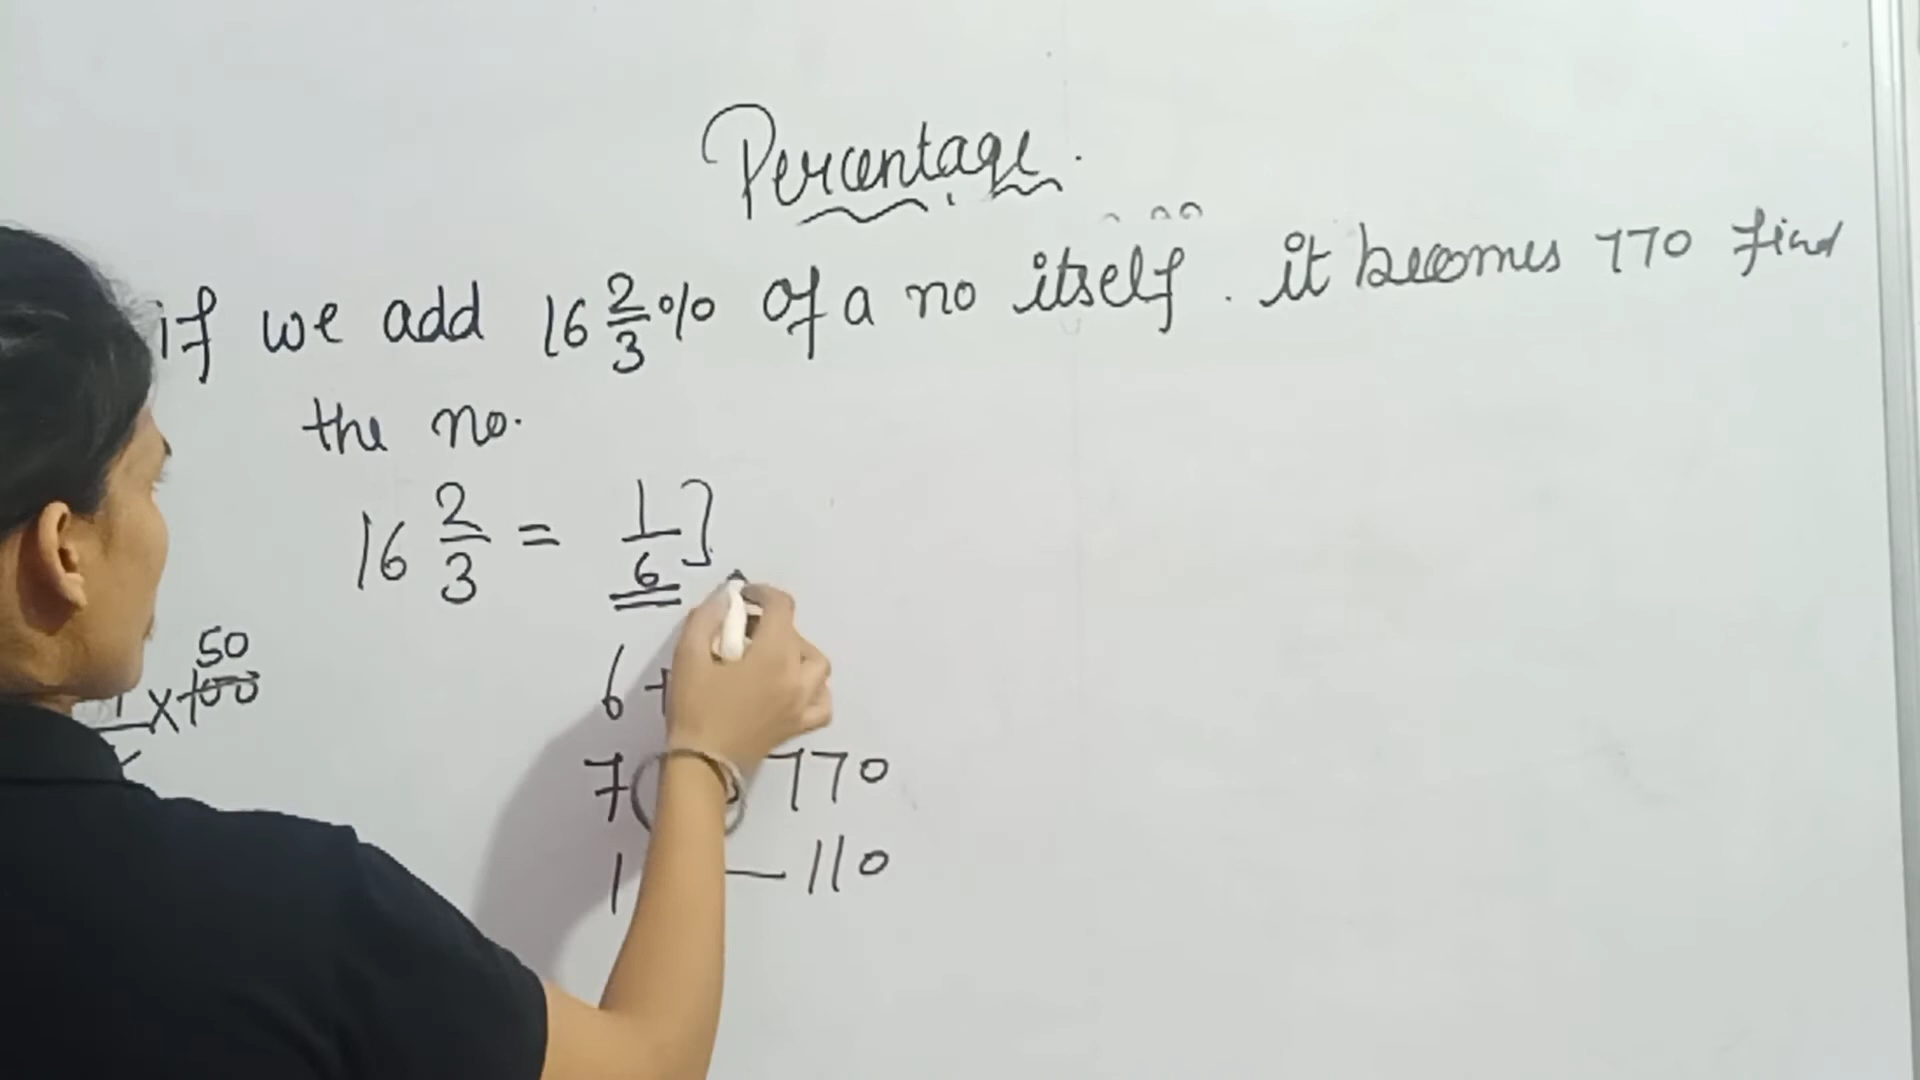 Percentage.
if we add 16 2/3 % of a no itself. it becomes 770 find
the no.
16 2/3 = 1/6 ]
50
x 100
6 +
7 770
1 — 110